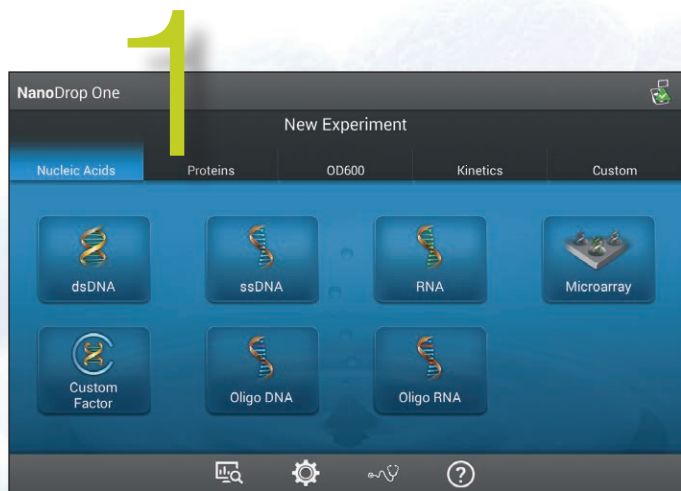 1
NanoDrop One
New Experiment
Nucleic Acids Proteins OD600 Kinetics Custom
dsDNA ssDNA RNA Microarray
Custom
Factor
Oligo DNA Oligo RNA
?